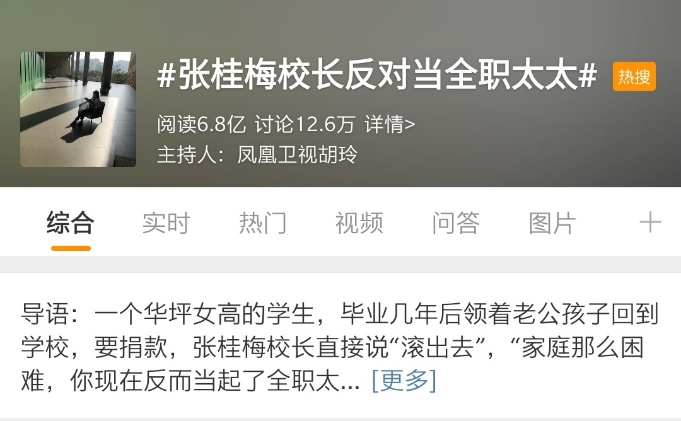 #张桂梅校长反对当全职太太# 热搜
阅读6.8亿 讨论12.6万 详情>
主持人：凤凰卫视胡玲
综合 实时 热门 视频 问答 图片
导语：一个华坪女高的学生，毕业几年后领着老公孩子回到
学校，要捐款，张桂梅校长直接说“滚出去”，“家庭那么困
难，你现在反而当起了全职太... [更多]